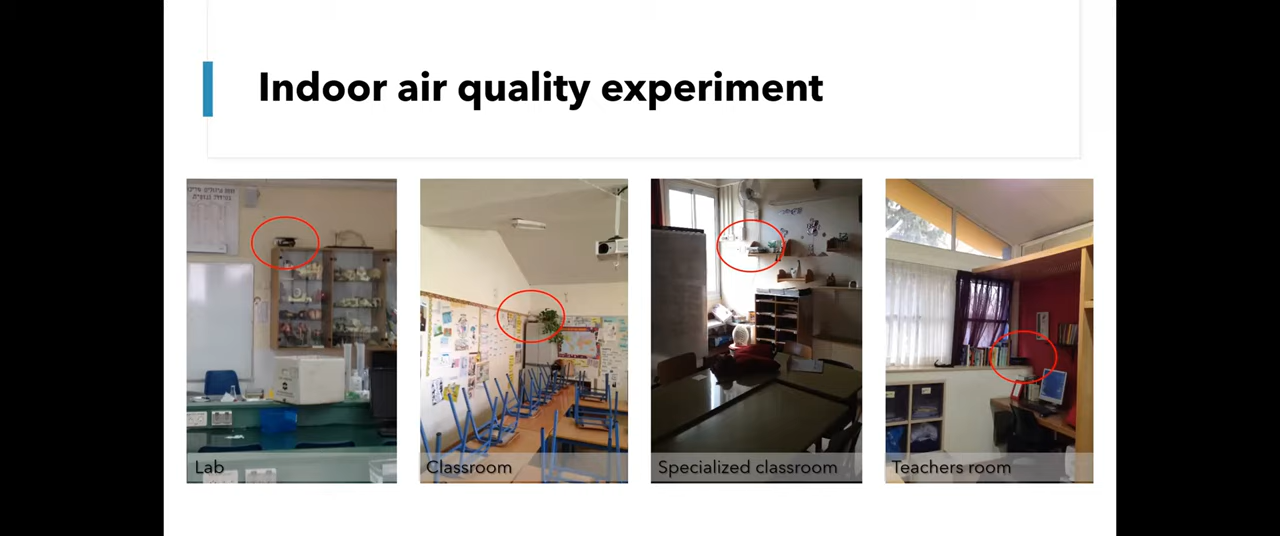 Indoor air quality experiment
Lab
Classroom
Specialized classroom
Teachers room